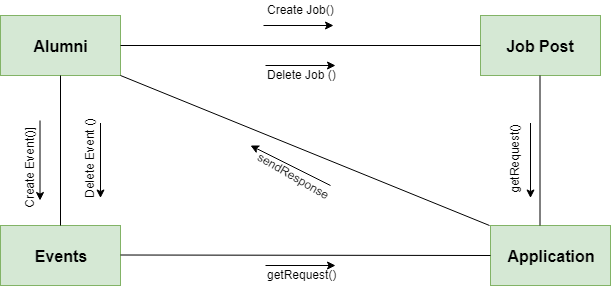 Create Job()
Alumni
Job Post
Delete Job ()
Create Event()]
Delete Event ()
sendResponse
getRequest()
Events
Application
getRequest()